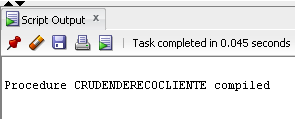 Script Output x
Task completed in 0.045 seconds
Procedure CRUDENDERECOCLIENTE compiled